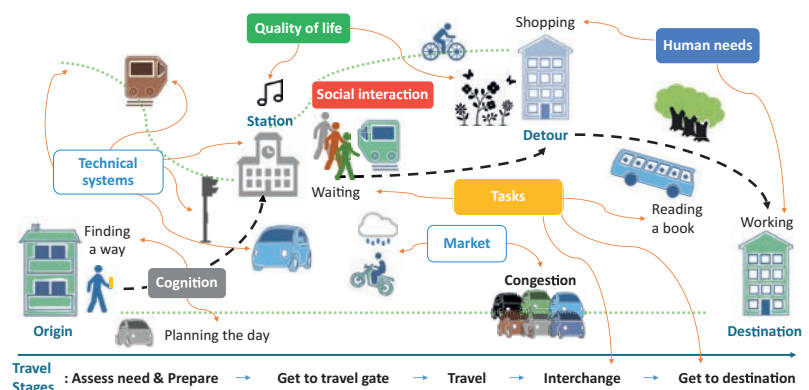 Shopping
Quality of life
Human needs
Social interaction
Station
Detour
Technical
systems
Waiting
Tasks
Reading
a book
Working
Finding
a way
Market
Cognition
Congestion
Origin
Planning the day
Destination
Travel
Stages
: Assess need & Prepare
Get to travel gate
Travel
Interchange
Get to destination